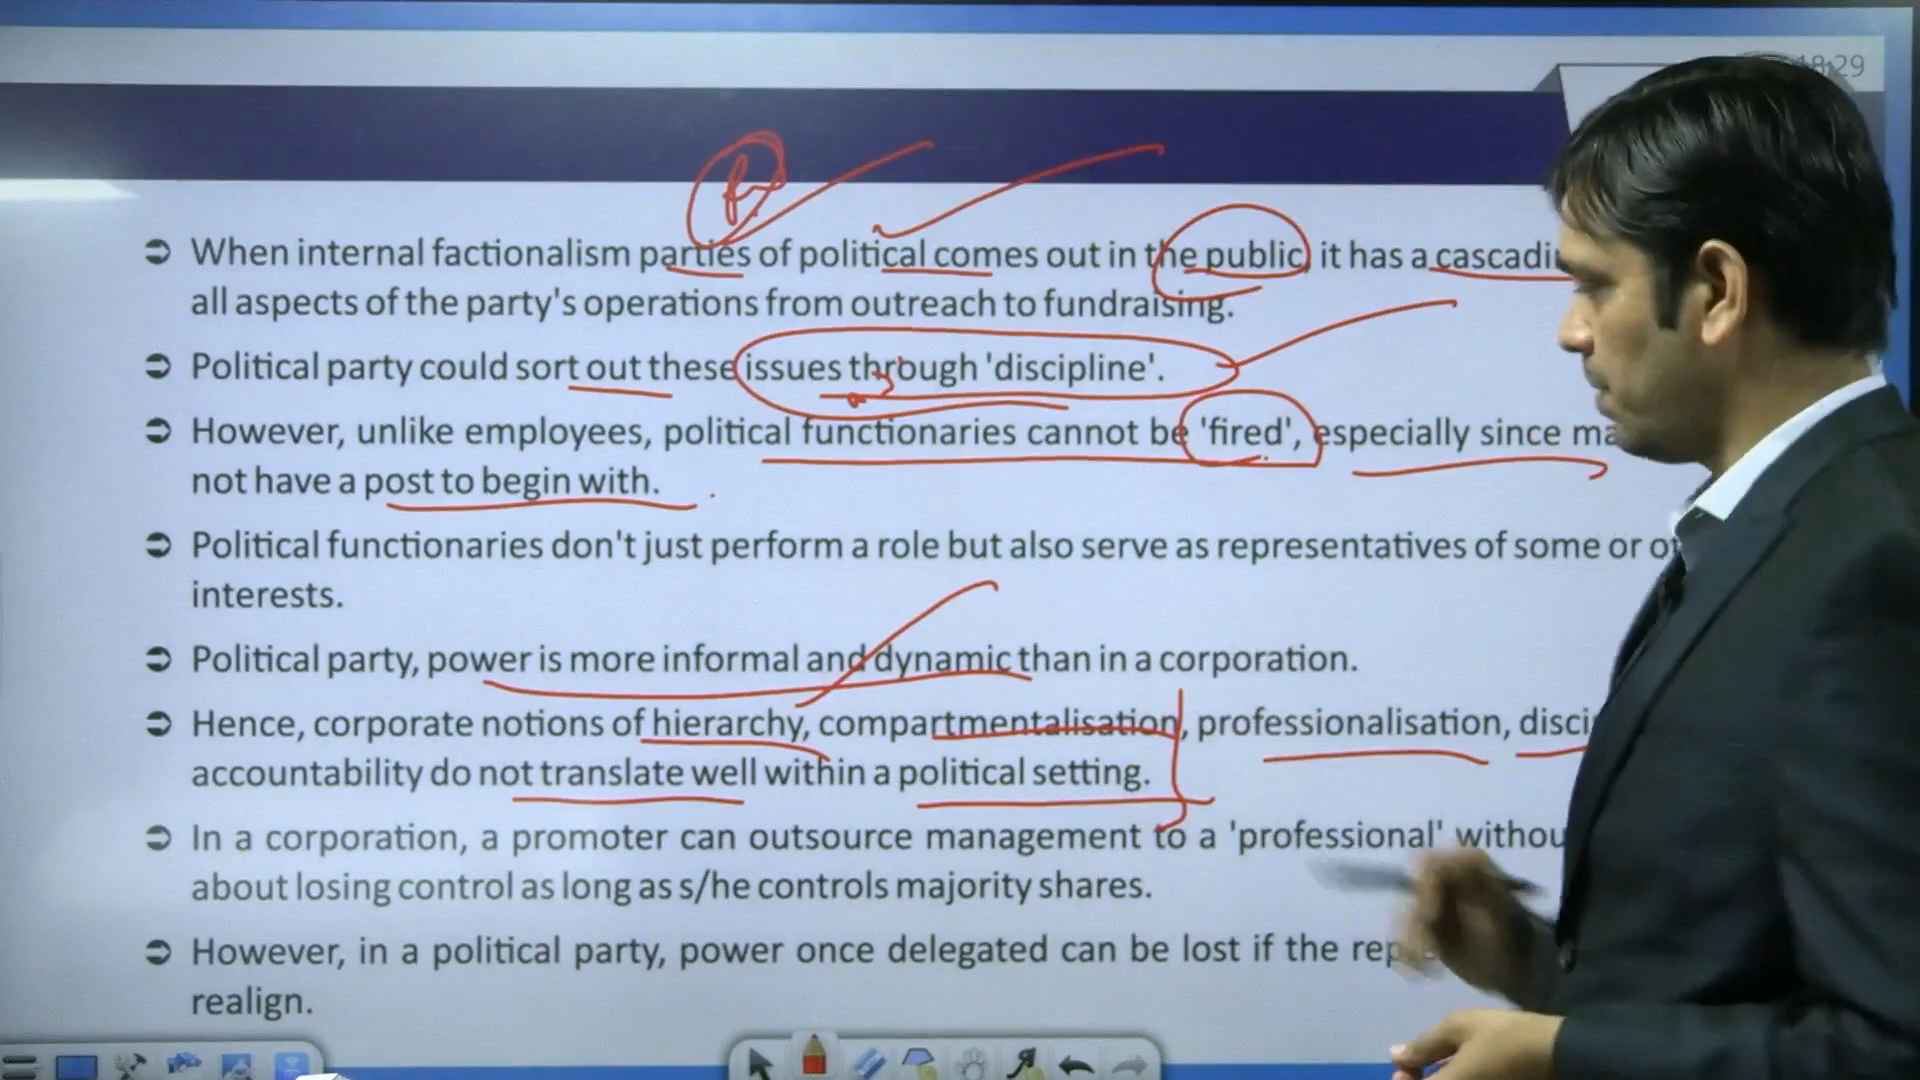 18:29
➲ When internal factionalism parties of political comes out in the public, it has a
all aspects of the party's operations from outreach to fundraising.
➲ Political party could sort out these issues through 'discipline'.
➲ However, unlike employees, political functionaries cannot be 'fired', especially since
not have a post to begin with.
➲ Political functionaries don't just perform a role but also serve as representatives of some or
interests.
➲ Political party, power is more informal and dynamic than in a corporation.
➲ Hence, corporate notions of hierarchy, compartmentalisation, professionalisation,
accountability do not translate well within a political setting.
➲ In a corporation, a promoter can outsource management to a 'professional'
about losing control as long as s/he controls majority shares.
➲ However, in a political party, power once delegated can be lost if the
realign.